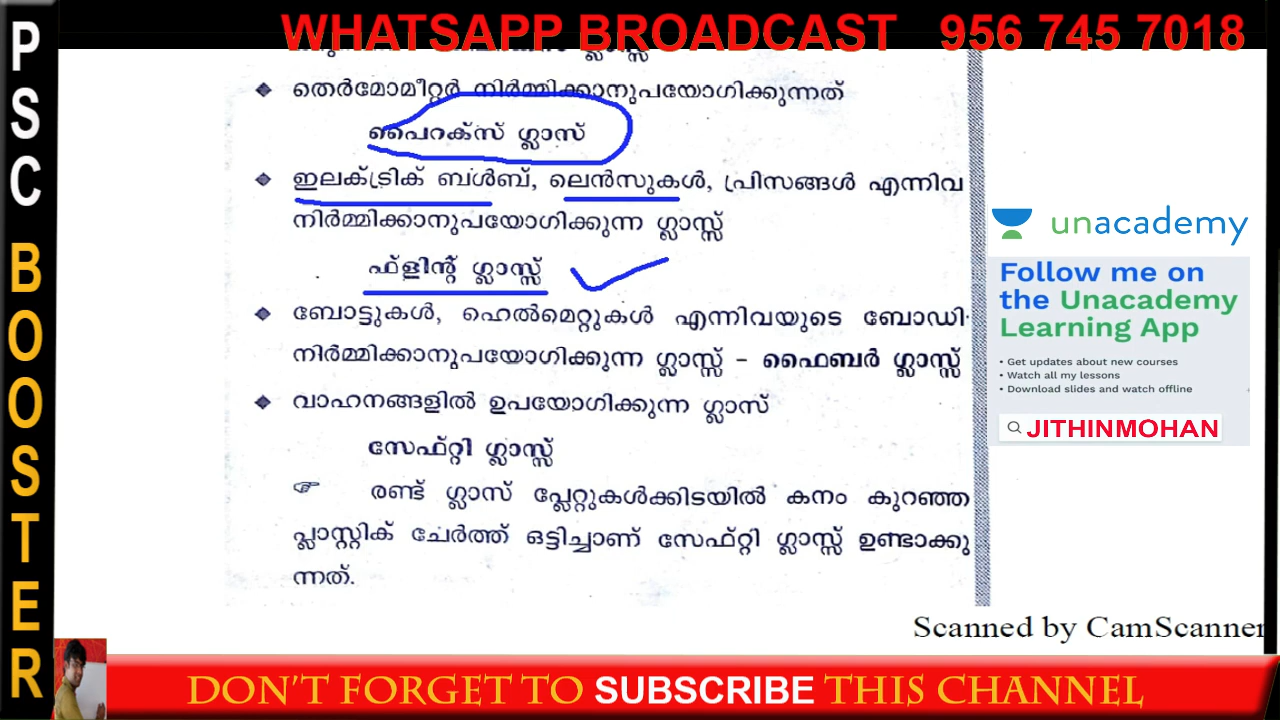 WHATSAPP BROADCAST 956 745 7018
PSC BOOSTER
ഗ്ലാസ്സ്
തെർമോമീറ്റർ നിർമ്മിക്കാനുപയോഗിക്കുന്നത്
പൈറക്സ് ഗ്ലാസ്
ഇലക്ട്രിക് ബൾബ്, ലെൻസുകൾ, പ്രിസങ്ങൾ എന്നിവ
നിർമ്മിക്കാനുപയോഗിക്കുന്ന ഗ്ലാസ്സ്
ഫ്ളിന്റ് ഗ്ലാസ്സ്
ബോട്ടുകൾ, ഹെൽമെറ്റുകൾ എന്നിവയുടെ ബോഡി
നിർമ്മിക്കാനുപയോഗിക്കുന്ന ഗ്ലാസ്സ് – ഫൈബർ ഗ്ലാസ്സ്
വാഹനങ്ങളിൽ ഉപയോഗിക്കുന്ന ഗ്ലാസ്
സേഫ്റ്റി ഗ്ലാസ്സ്
രണ്ട് ഗ്ലാസ് പ്ലേറ്റുകൾക്കിടയിൽ കനം കുറഞ്ഞ
പ്ലാസ്റ്റിക് ചേർത്ത് ഒട്ടിച്ചാണ് സേഫ്റ്റി ഗ്ലാസ്സ് ഉണ്ടാക്കു
ന്നത്.
unacademy
Follow me on
the Unacademy
Learning App
• Get updates about new courses
• Watch all my lessons
• Download slides and watch offline
JITHINMOHAN
Scanned by CamScanner
DON'T FORGET TO SUBSCRIBE THIS CHANNEL